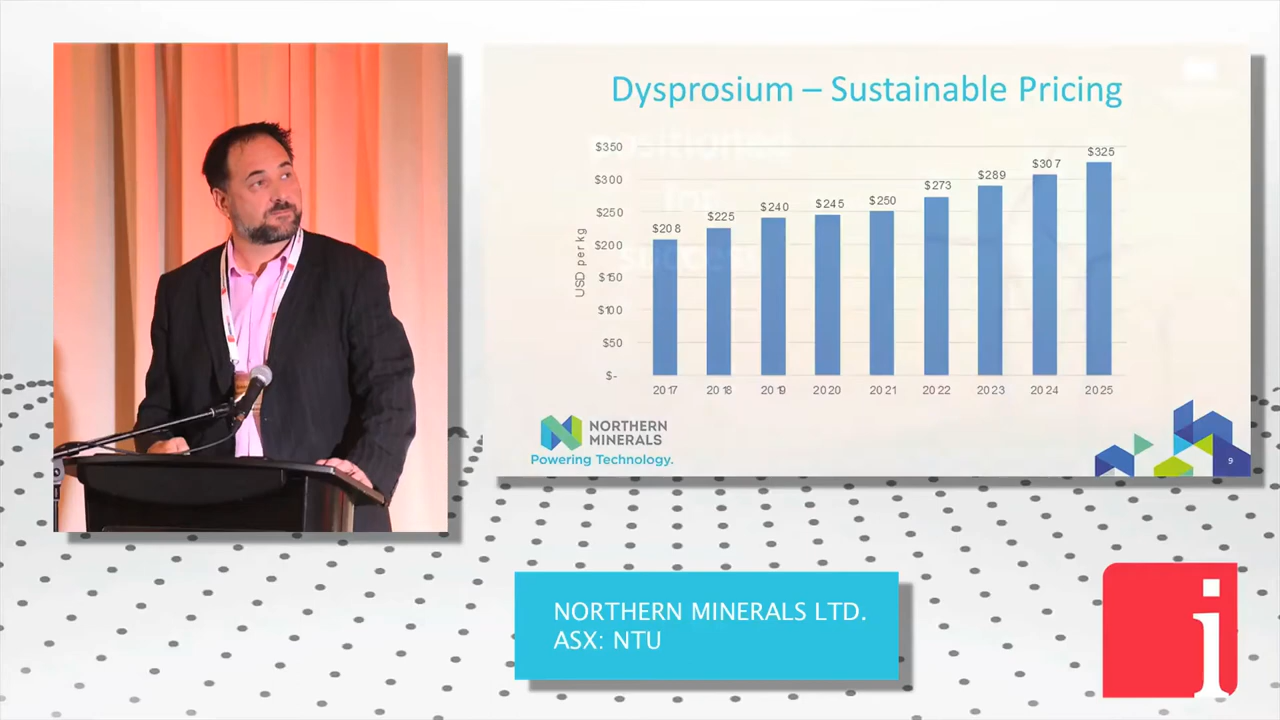 Dysprosium – Sustainable Pricing
USD per kg
$350
$300
$250
$200
$150
$100
$50
$-
$208
$225
$240
$245
$250
$273
$289
$307
$325
2017 2018 2019 2020 2021 2022 2023 2024 2025
NORTHERN
MINERALS
Powering Technology.
9
NORTHERN MINERALS LTD.
ASX: NTU
i